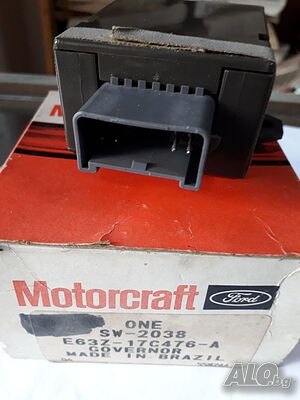 Motorcraft Ford
ONE
SW-2038
E63Z-17C476-A
GOVERNOR
MADE IN BRAZIL
ALO.bg